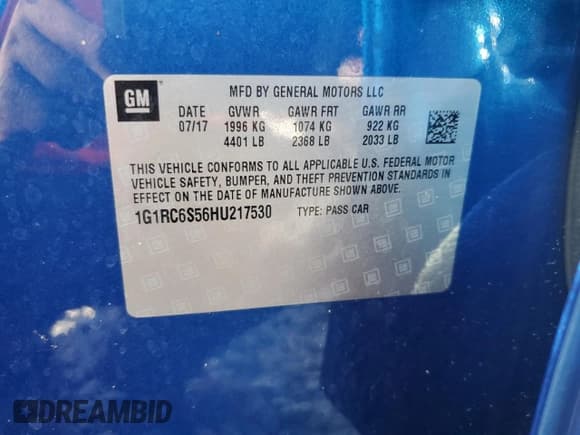 GM
MFD BY GENERAL MOTORS LLC
DATE GVWR GAWR FRT GAWR RR
07/17 1996 KG 1074 KG 922 KG
4401 LB 2368 LB 2033 LB
THIS VEHICLE CONFORMS TO ALL APPLICABLE U.S. FEDERAL MOTOR
VEHICLE SAFETY, BUMPER, AND THEFT PREVENTION STANDARDS IN
EFFECT ON THE DATE OF MANUFACTURE SHOWN ABOVE.
1G1RC6S56HU217530 TYPE: PASS CAR
DREAMBID